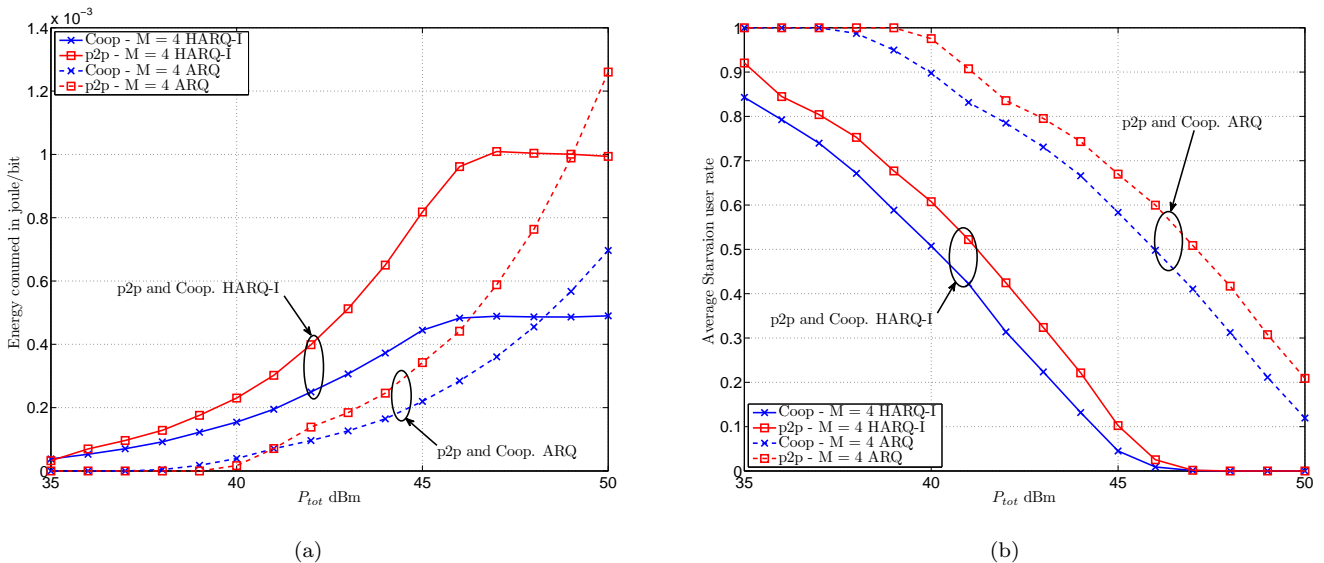 x 10−3
1.4
1.2
1
0.8
0.6
0.4
0.2
0
Energy conumed in joule/bit
Coop - M = 4 HARQ-I
p2p - M = 4 HARQ-I
Coop - M = 4 ARQ
p2p - M = 4 ARQ
p2p and Coop. HARQ-I
p2p and Coop. ARQ
35 40 45 50
Ptot dBm
(a)
1
0.9
0.8
0.7
0.6
0.5
0.4
0.3
0.2
0.1
0
Average Starvaion user rate
p2p and Coop. ARQ
p2p and Coop. HARQ-I
Coop - M = 4 HARQ-I
p2p - M = 4 HARQ-I
Coop - M = 4 ARQ
p2p - M = 4 ARQ
35 40 45 50
Ptot dBm
(b)